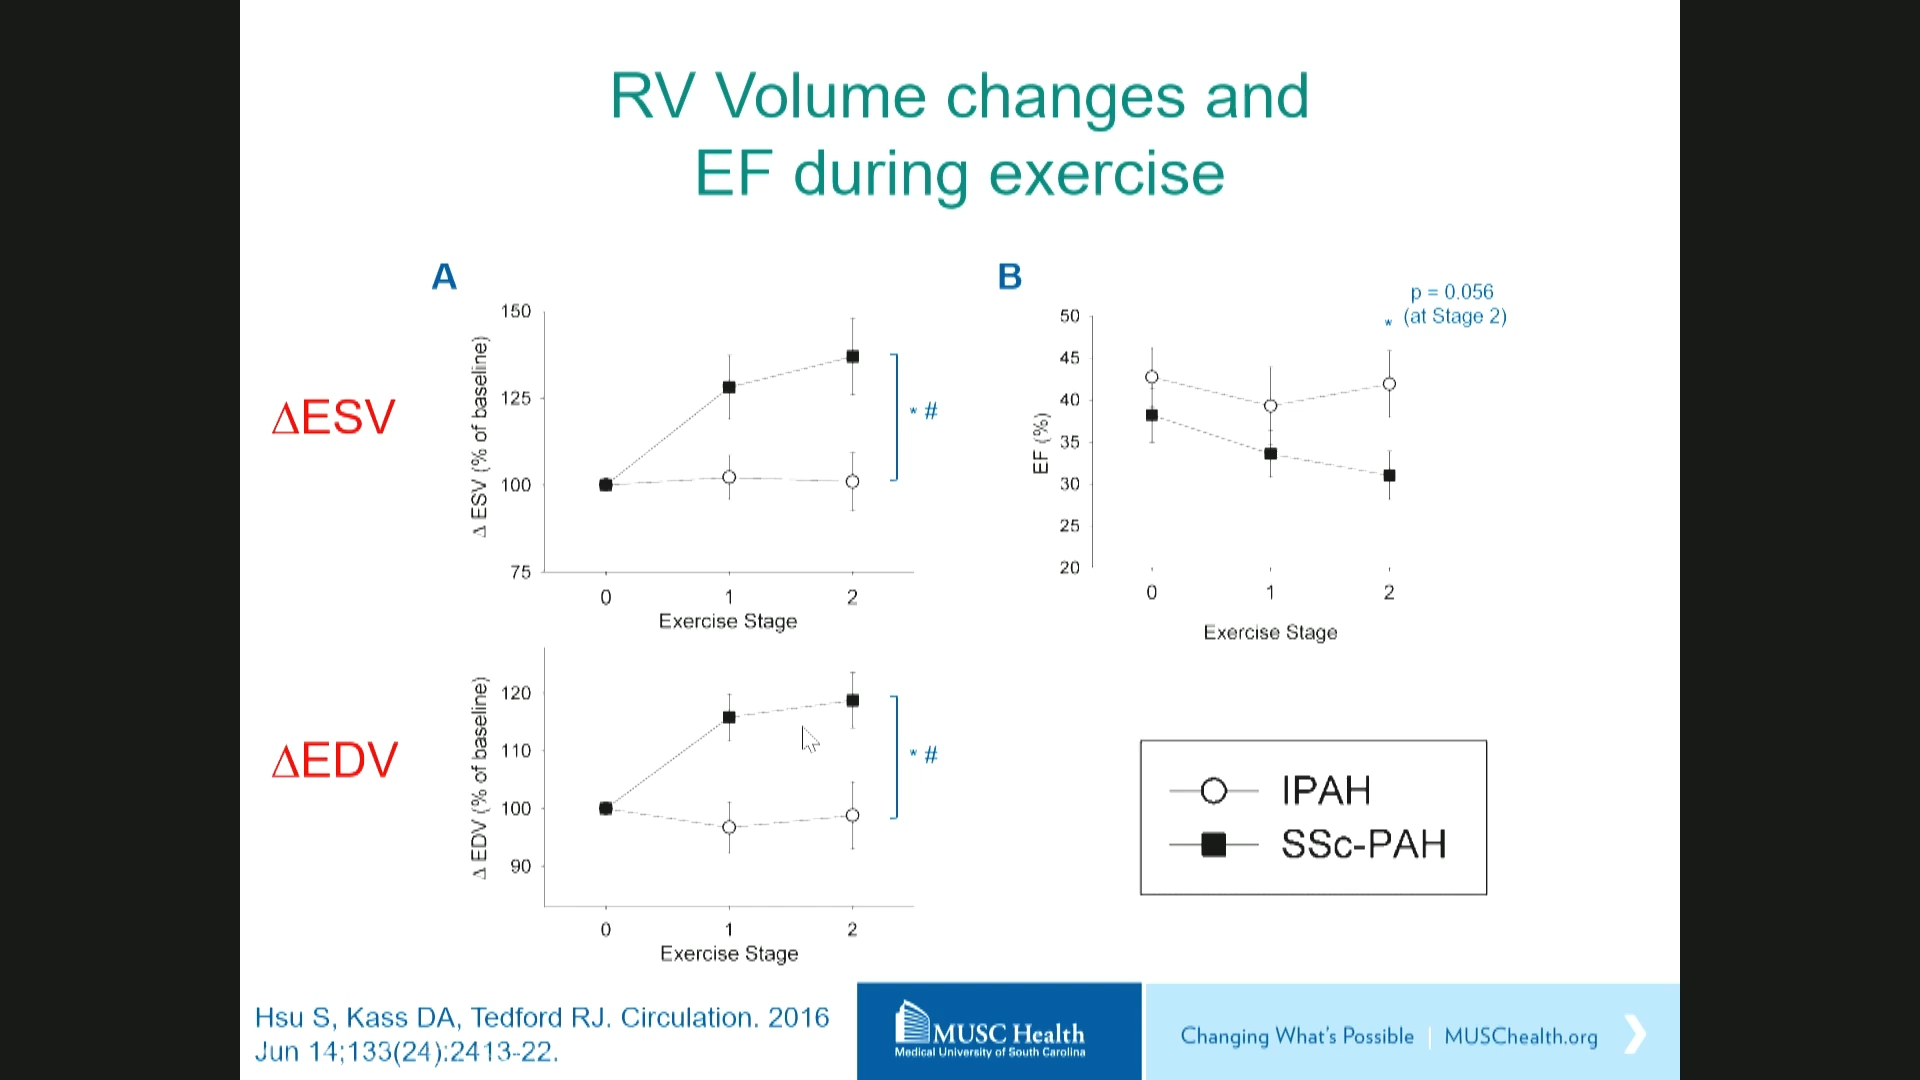 RV Volume changes and
EF during exercise
A
150
125
100
75
Δ ESV (% of baseline)
0 1 2
Exercise Stage
* #
ΔESV
B
p = 0.056
* (at Stage 2)
50
45
40
35
30
25
20
EF (%)
0 1 2
Exercise Stage
ΔEDV
120
110
100
90
Δ EDV (% of baseline)
0 1 2
Exercise Stage
* #
IPAH
SSc-PAH
Hsu S, Kass DA, Tedford RJ. Circulation. 2016
Jun 14;133(24):2413-22.
MUSC Health
Medical University of South Carolina
Changing What's Possible | MUSChealth.org